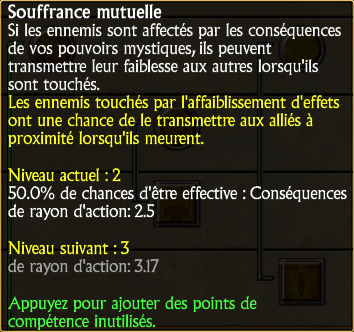 Souffrance mutuelle
Si les ennemis sont affectés par les conséquences
de vos pouvoirs mystiques, ils peuvent
transmettre leur faiblesse aux autres lorsqu'ils
sont touchés.
Les ennemis touchés par l'affaiblissement d'effets
ont une chance de le transmettre aux alliés à
proximité lorsqu'ils meurent.
Niveau actuel : 2
50.0% de chances d'être effective : Conséquences
de rayon d'action: 2.5
Niveau suivant : 3
de rayon d'action: 3.17
Appuyez pour ajouter des points de
compétence inutilisés.